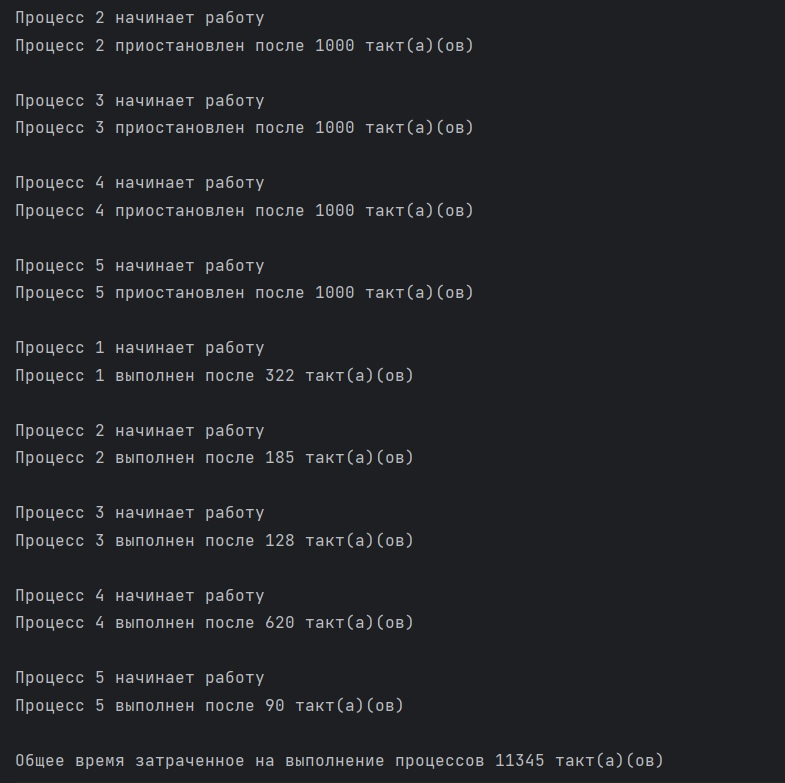 Процесс 2 начинает работу
Процесс 2 приостановлен после 1000 такт(а)(ов)
Процесс 3 начинает работу
Процесс 3 приостановлен после 1000 такт(а)(ов)
Процесс 4 начинает работу
Процесс 4 приостановлен после 1000 такт(а)(ов)
Процесс 5 начинает работу
Процесс 5 приостановлен после 1000 такт(а)(ов)
Процесс 1 начинает работу
Процесс 1 выполнен после 322 такт(а)(ов)
Процесс 2 начинает работу
Процесс 2 выполнен после 185 такт(а)(ов)
Процесс 3 начинает работу
Процесс 3 выполнен после 128 такт(а)(ов)
Процесс 4 начинает работу
Процесс 4 выполнен после 620 такт(а)(ов)
Процесс 5 начинает работу
Процесс 5 выполнен после 90 такт(а)(ов)
Общее время затраченное на выполнение процессов 11345 такт(а)(ов)